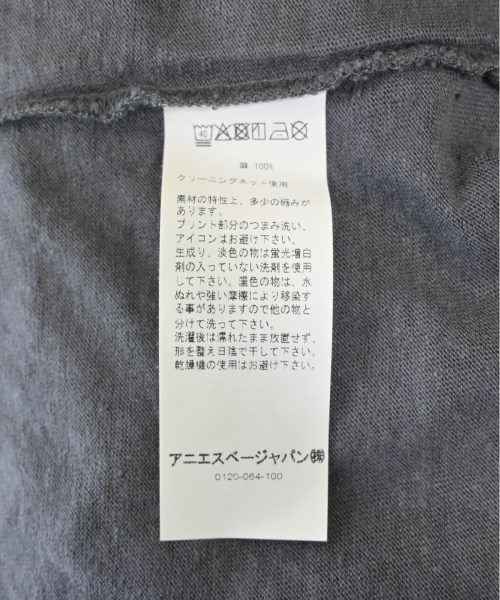 40
麻 100%
クリーニングネット使用
素材の特性上、多少の縮みが
あります。
プリント部分のつまみ洗い、
アイロンはお避け下さい。
生成り、淡色の物は蛍光増白
剤の入っていない洗剤を使用
して下さい。濃色の物は、水
ぬれや強い摩擦により移染す
る事がありますので他の物と
分けて洗って下さい。
洗濯後は濡れたまま放置せず、
形を整え日陰で干して下さい。
乾燥機の使用はお避け下さい。
アニエスベージャパン㈱
0120-064-100